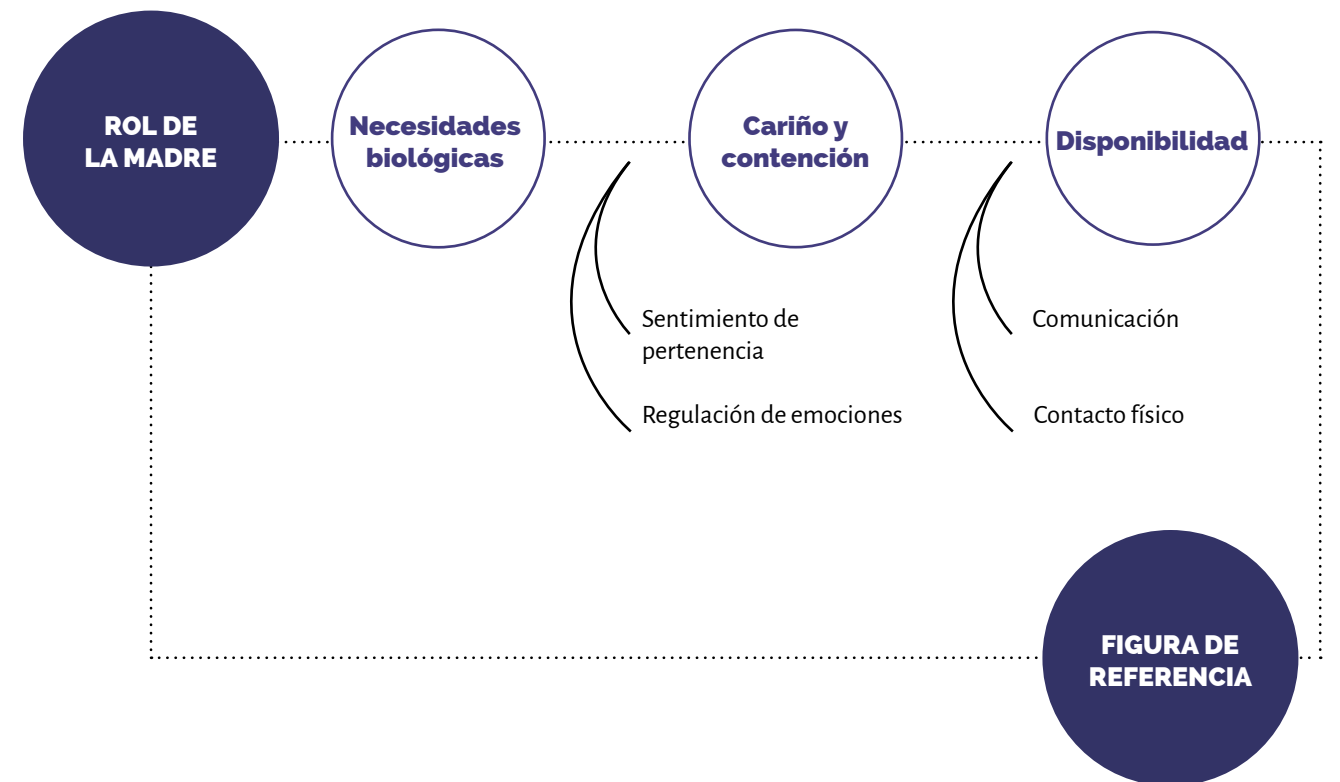 ROL DE
LA MADRE
Necesidades
biológicas
Cariño y
contención
Disponibilidad
Sentimiento de
pertenencia
Regulación de emociones
Comunicación
Contacto físico
FIGURA DE
REFERENCIA